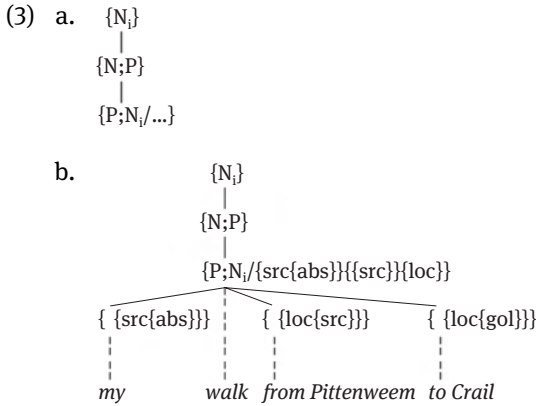 (3) a. {Nᵢ}
{N;P}
{P;Nᵢ/...}
b. {Nᵢ}
{N;P}
{P;Nᵢ/{src{abs}}{{src}}{loc}}
{ {src{abs}}} { {loc{src}}} { {loc{gol}}}
my walk from Pittenweem to Crail